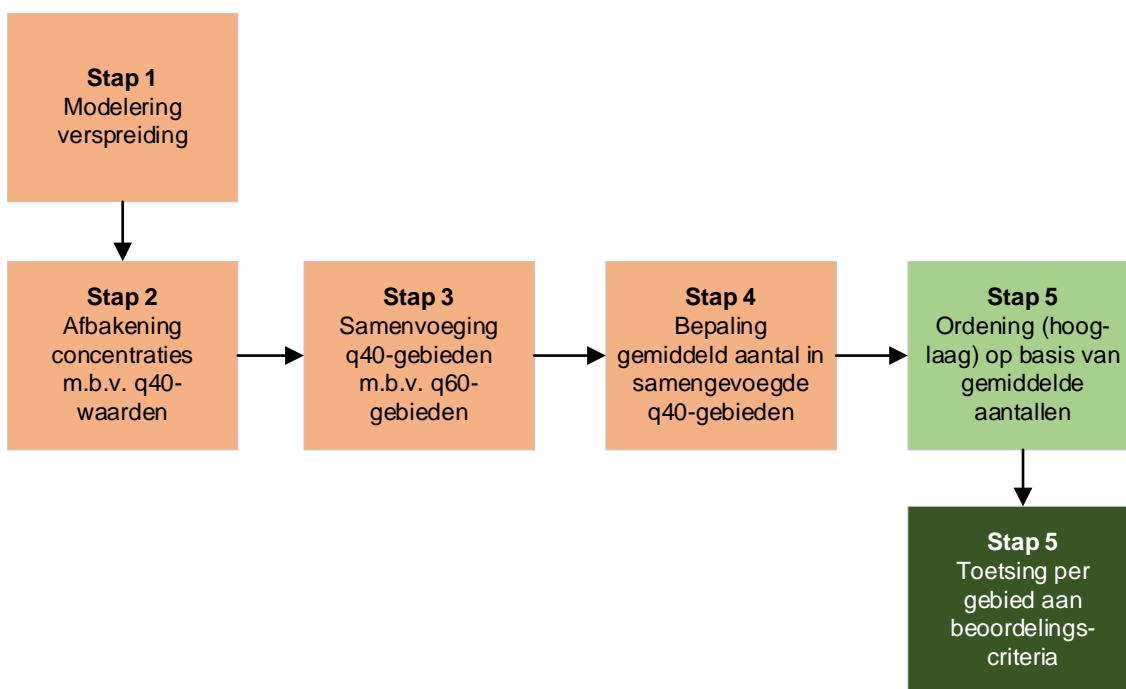 Stap 1
Modelering
verspreiding
Stap 2
Afbakening
concentraties
m.b.v. q40-
waarden
Stap 3
Samenvoeging
q40-gebieden
m.b.v. q60-
gebieden
Stap 4
Bepaling
gemiddeld aantal in
samengevoegde
q40-gebieden
Stap 5
Ordening (hoog-
laag) op basis van
gemiddelde
aantallen
Stap 5
Toetsing per
gebied aan
beoordelings-
criteria